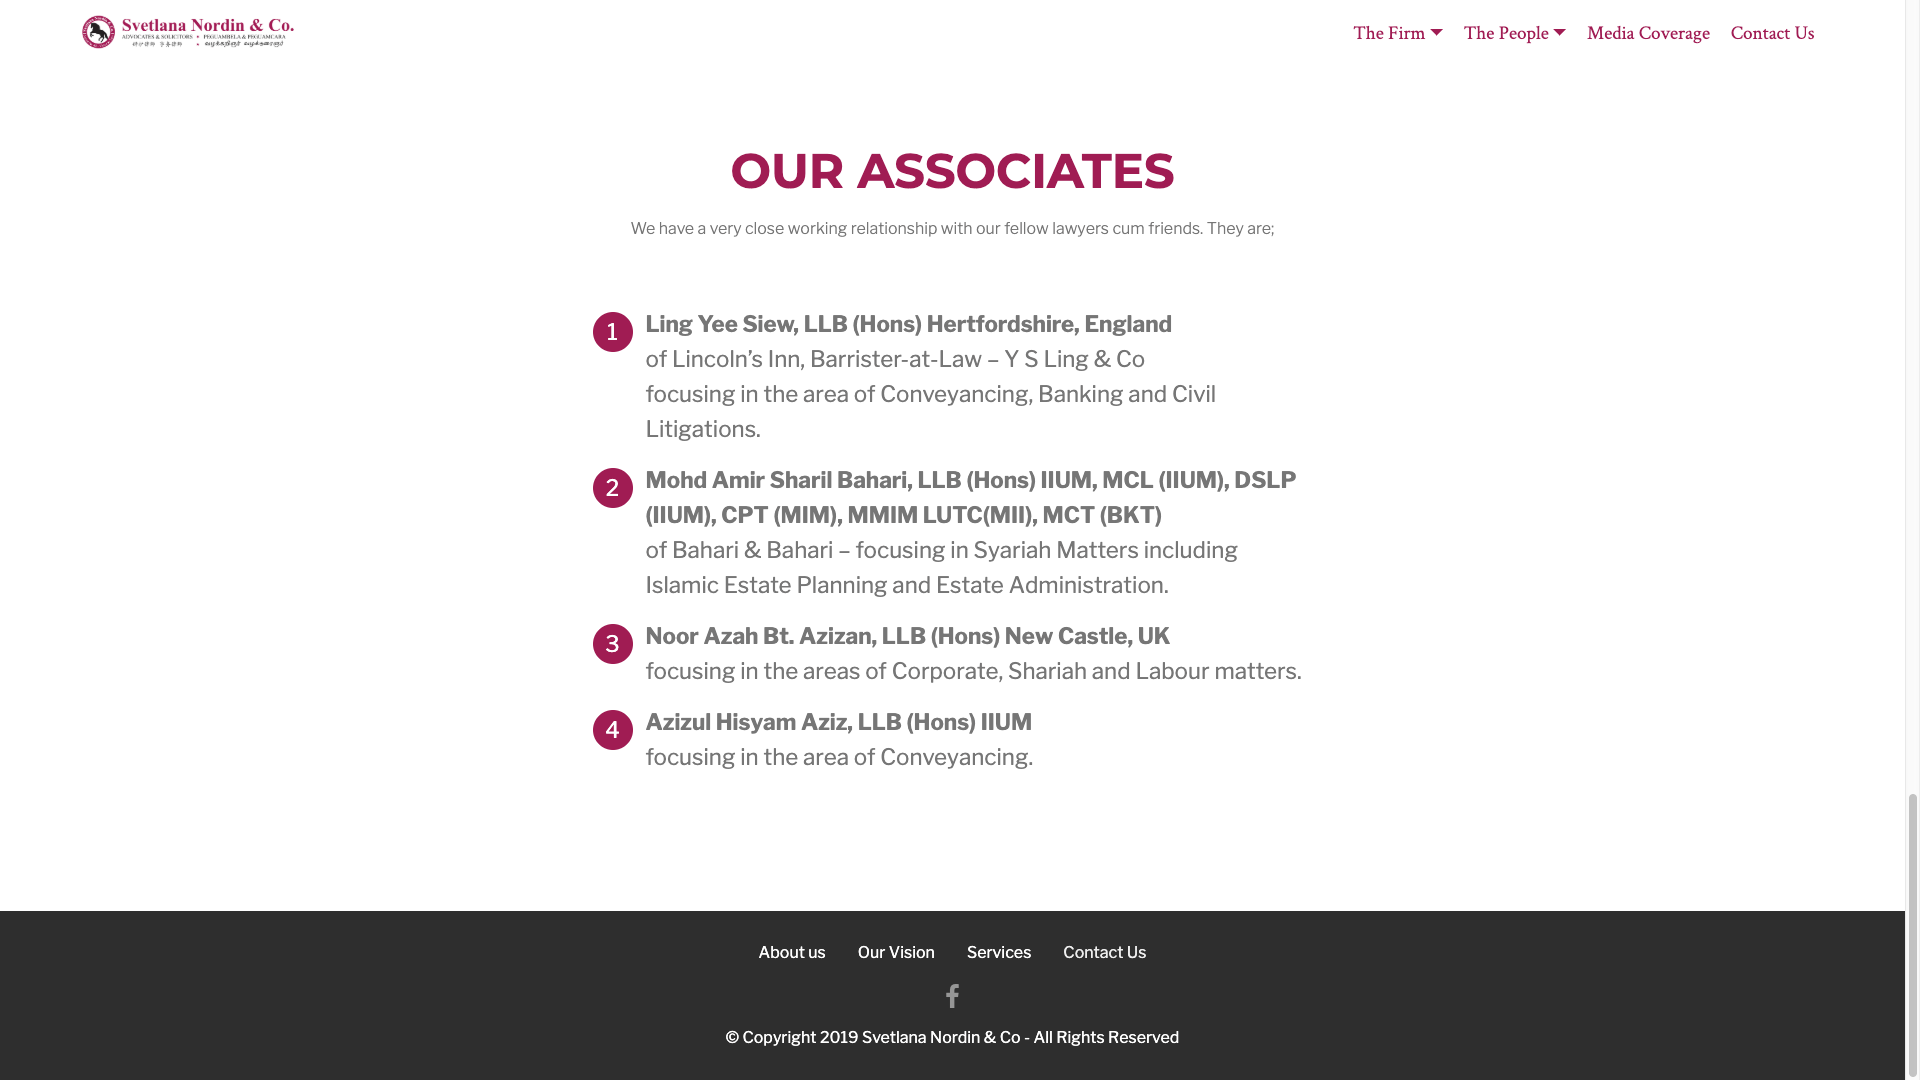 Svetlana Nordin & Co.
ADVOCATES & SOLICITORS • PEGUAMBELA & PEGUAMCARA
The Firm
The People
Media Coverage
Contact Us
OUR ASSOCIATES
We have a very close working relationship with our fellow lawyers cum friends. They are;
1
Ling Yee Siew, LLB (Hons) Hertfordshire, England
of Lincoln’s Inn, Barrister-at-Law – Y S Ling & Co
focusing in the area of Conveyancing, Banking and Civil
Litigations.
2
Mohd Amir Sharil Bahari, LLB (Hons) IIUM, MCL (IIUM), DSLP
(IIUM), CPT (MIM), MMIM LUTC(MII), MCT (BKT)
of Bahari & Bahari – focusing in Syariah Matters including
Islamic Estate Planning and Estate Administration.
3
Noor Azah Bt. Azizan, LLB (Hons) New Castle, UK
focusing in the areas of Corporate, Shariah and Labour matters.
4
Azizul Hisyam Aziz, LLB (Hons) IIUM
focusing in the area of Conveyancing.
About us
Our Vision
Services
Contact Us
© Copyright 2019 Svetlana Nordin & Co - All Rights Reserved